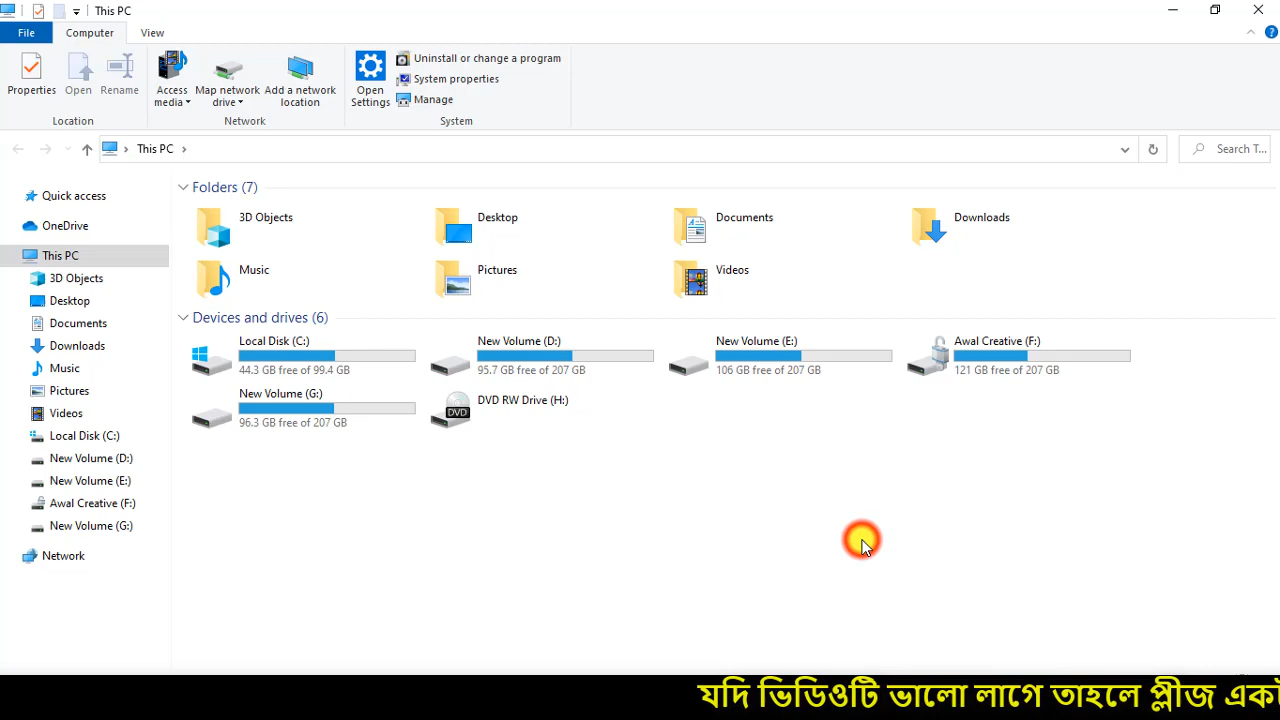 This PC
File Computer View
Properties Open Rename
Location
Access media Map network drive Add a network location
Network
Open Settings
Uninstall or change a program
System properties
Manage
System
This PC
Search T...
Quick access
OneDrive
This PC
3D Objects
Desktop
Documents
Downloads
Music
Pictures
Videos
Local Disk (C:)
New Volume (D:)
New Volume (E:)
Awal Creative (F:)
New Volume (G:)
Network
Folders (7)
3D Objects Desktop Documents Downloads
Music Pictures Videos
Devices and drives (6)
Local Disk (C:) New Volume (D:) New Volume (E:) Awal Creative (F:)
44.3 GB free of 99.4 GB 95.7 GB free of 207 GB 106 GB free of 207 GB 121 GB free of 207 GB
New Volume (G:) DVD RW Drive (H:)
96.3 GB free of 207 GB
DVD
যদি ভিডিওটি ভালো লাগে তাহলে প্লীজ